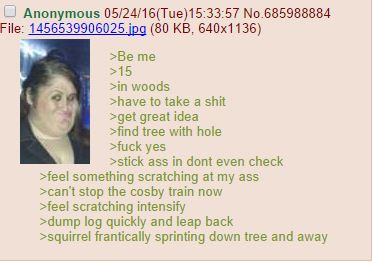 Anonymous 05/24/16(Tue)15:33:57 No.685988884
File: 1456539906025.jpg (80 KB, 640x1136)
>Be me
>15
>in woods
>have to take a shit
>get great idea
>find tree with hole
>fuck yes
>stick ass in dont even check
>feel something scratching at my ass
>can't stop the cosby train now
>feel scratching intensify
>dump log quickly and leap back
>squirrel frantically sprinting down tree and away